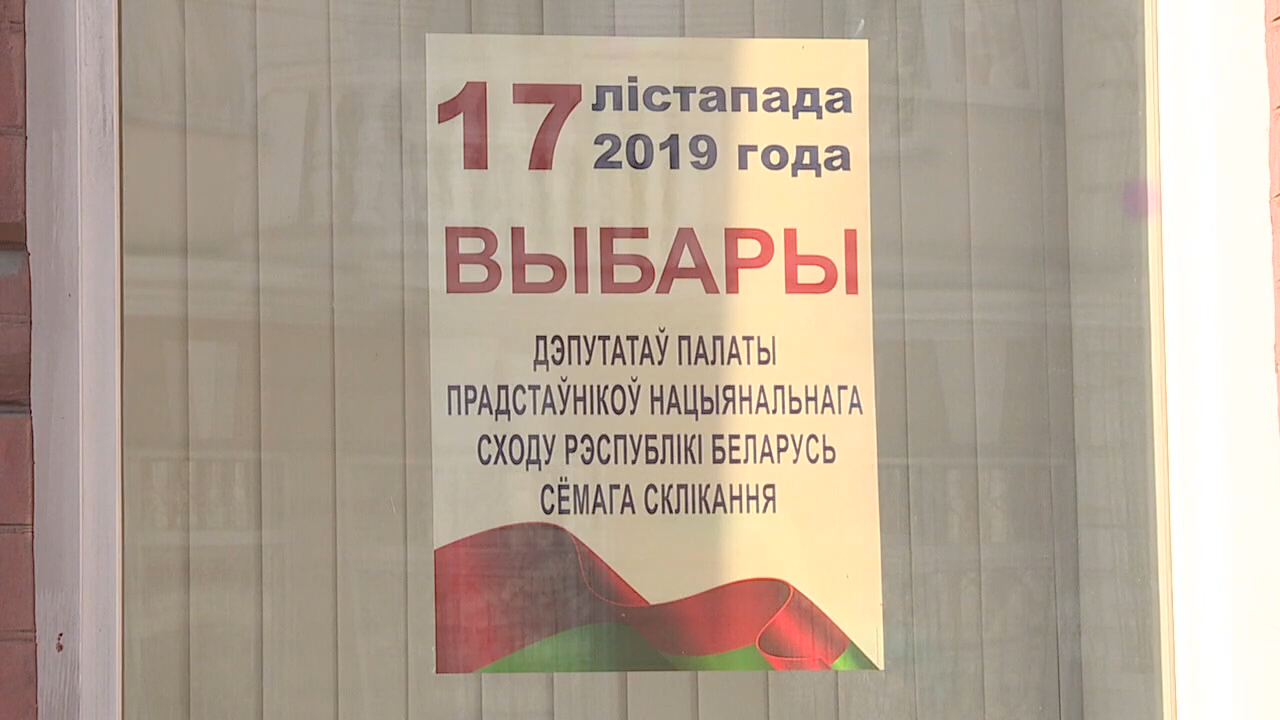 17 лістапада
2019 года
ВЫБАРЫ
ДЭПУТАТАЎ ПАЛАТЫ
ПРАДСТАЎНІКОЎ НАЦЫЯНАЛЬНАГА
СХОДУ РЭСПУБЛІКІ БЕЛАРУСЬ
СЁМАГА СКЛІКАННЯ